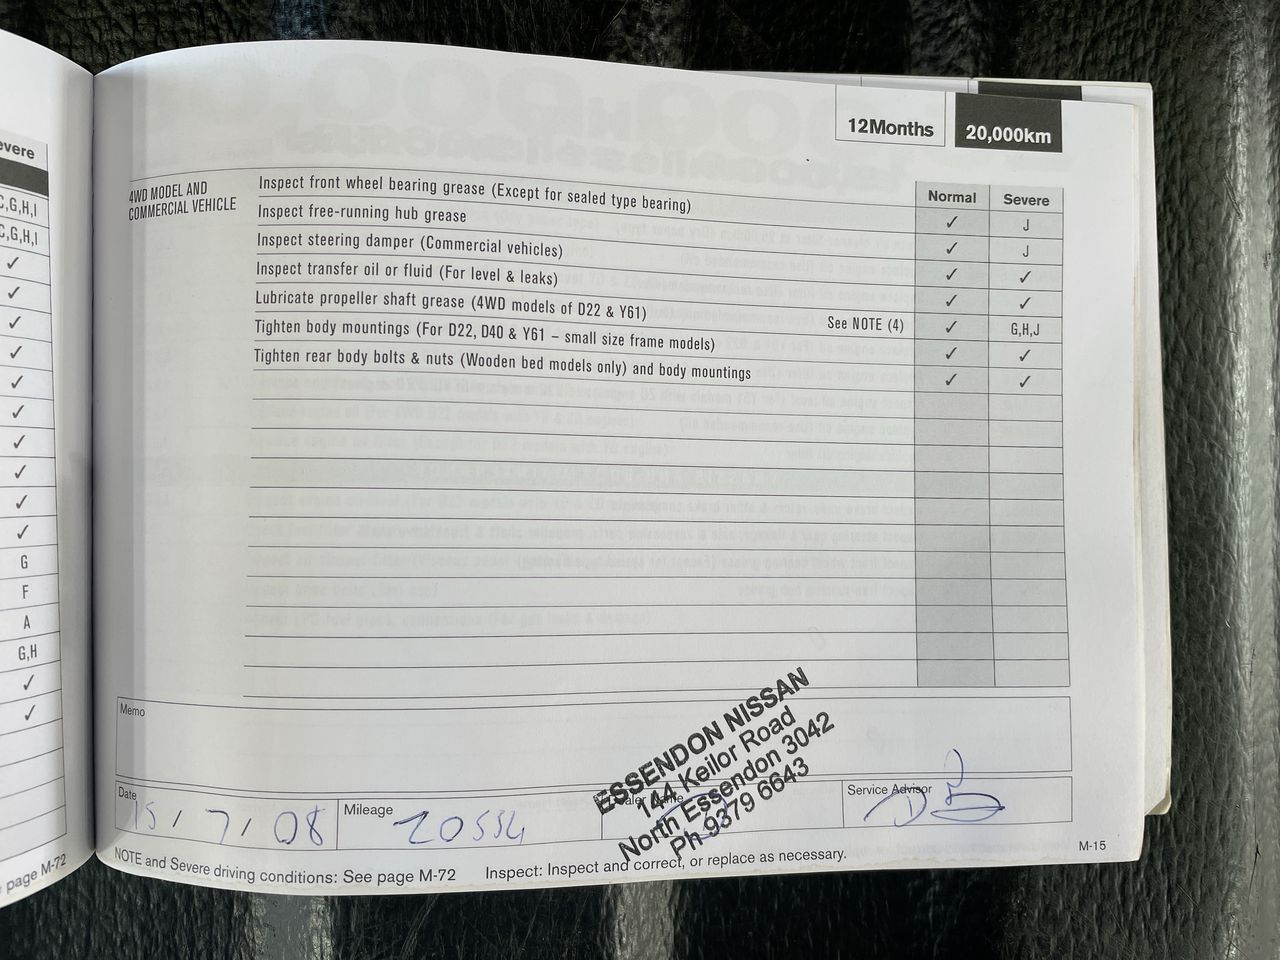 evere
C,G,H,I
C,G,H,I
✓
✓
✓
✓
✓
✓
✓
✓
✓
✓
G
F
A
G,H
✓
✓
page M-72
12Months
20,000km
4WD MODEL AND
COMMERCIAL VEHICLE
Normal Severe
Inspect front wheel bearing grease (Except for sealed type bearing) ✓ J
Inspect free-running hub grease ✓ J
Inspect steering damper (Commercial vehicles) ✓ ✓
Inspect transfer oil or fluid (For level & leaks) ✓ ✓
Lubricate propeller shaft grease (4WD models of D22 & Y61) See NOTE (4) ✓ G,H,J
Tighten body mountings (For D22, D40 & Y61 – small size frame models) ✓ ✓
Tighten rear body bolts & nuts (Wooden bed models only) and body mountings ✓ ✓
Memo
ESSENDON NISSAN
144 Keilor Road
North Essendon 3042
Ph 9379 6643
Date 15 / 7 / 08
Mileage
Dealer Name
Service Advisor
NOTE and Severe driving conditions: See page M-72 Inspect: Inspect and correct, or replace as necessary.
M-15